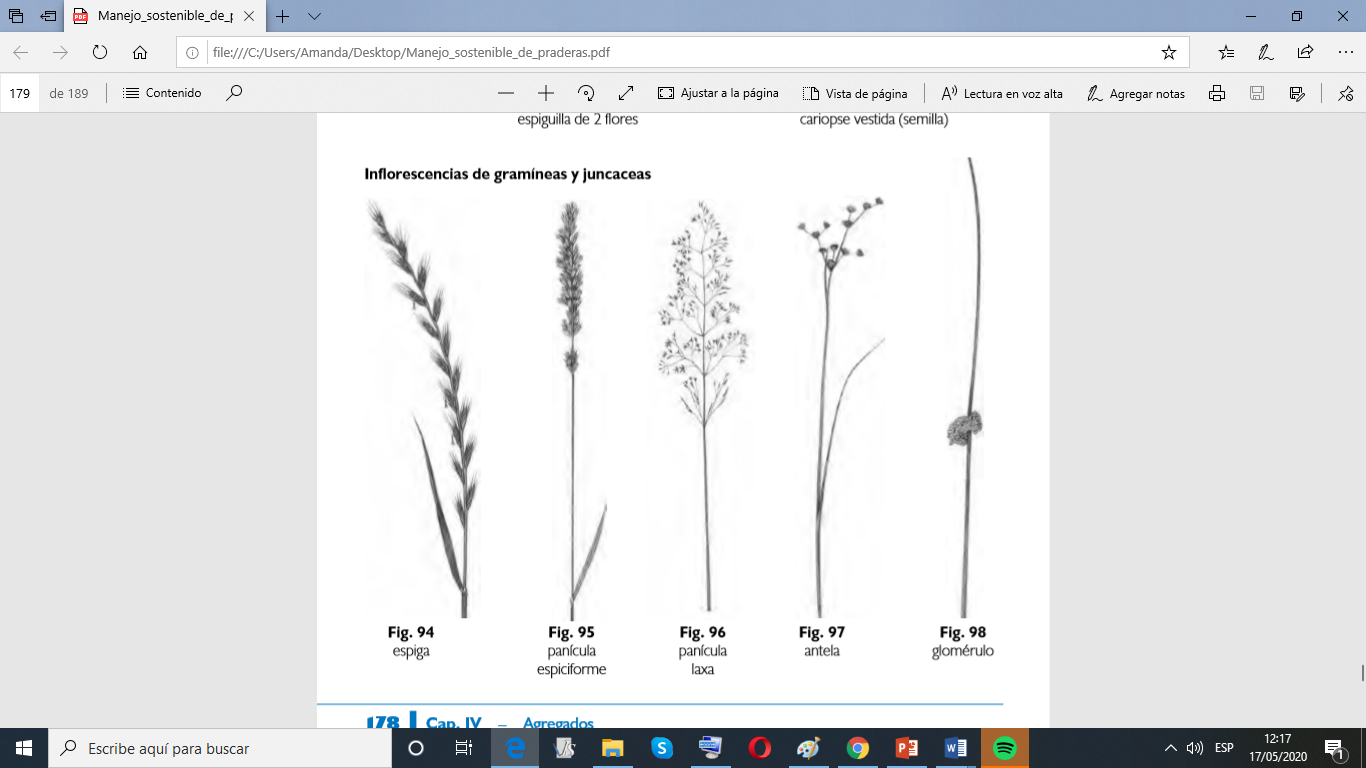 Manejo_sostenible_de_p
file:///C:/Users/Amanda/Desktop/Manejo_sostenible_de_praderas.pdf
179 de 189 Contenido Ajustar a la página Vista de página Lectura en voz alta Agregar notas
espiguilla de 2 flores cariopse vestida (semilla)
Inflorescencias de gramíneas y juncaceas
Fig. 94
espiga
Fig. 95
panícula
espiciforme
Fig. 96
panícula
laxa
Fig. 97
antela
Fig. 98
glomérulo
178 Cap. IV – Agregados
Escribe aquí para buscar
ESP
12:17
17/05/2020
1